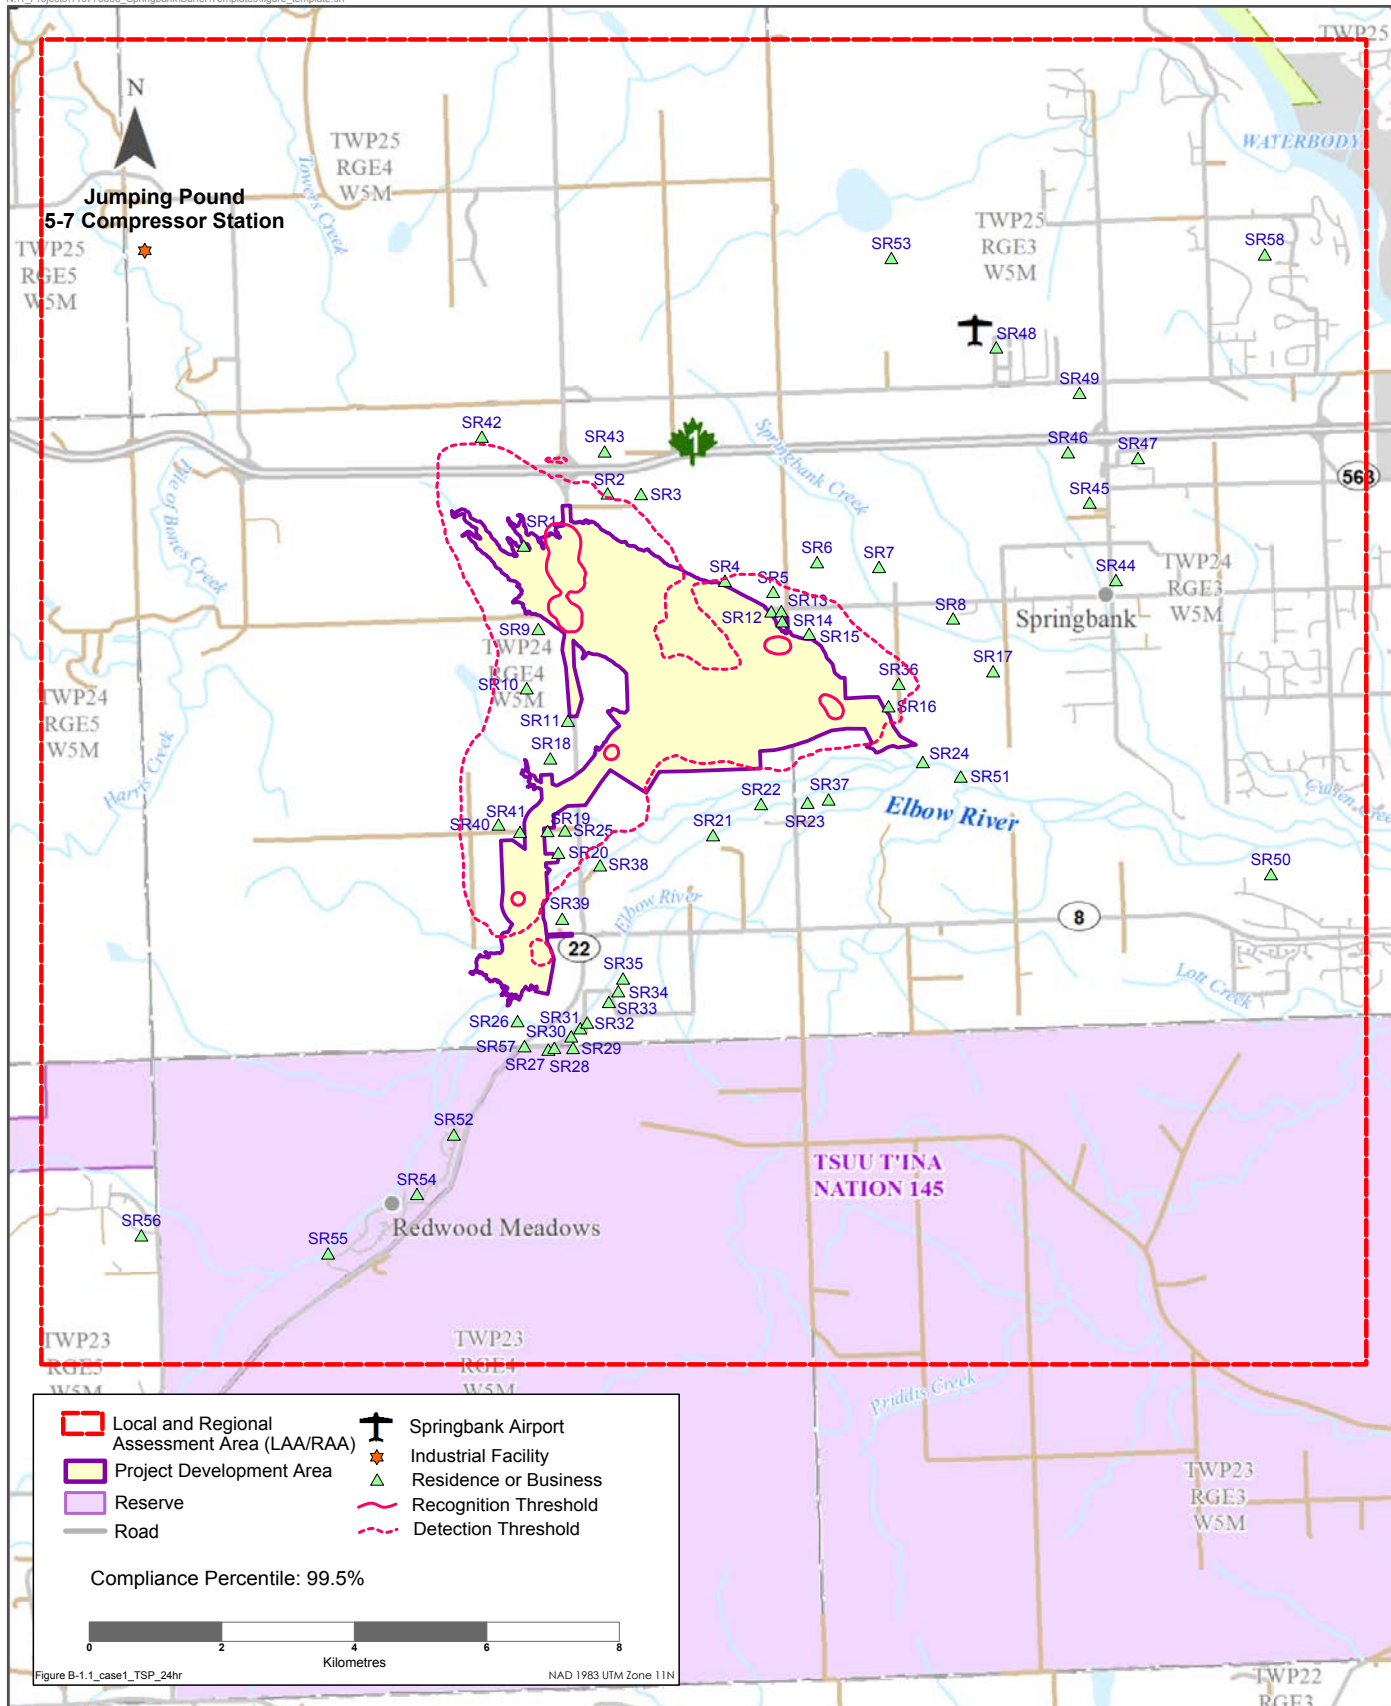 TWP25
N
TWP25
RGE4
W5M
Towers Creek
WATERBODY
Jumping Pound
5-7 Compressor Station
TWP25
RGE5
W5M
TWP25
RGE3
W5M
SR53
SR58
SR48
SR49
SR42
SR43
1
SR46
SR47
Springbank Creek
Pile of Bones Creek
563
SR2
SR3
SR45
SR1
SR6
SR7
SR4
SR5
SR44
TWP24
RGE3
W5M
SR12
SR13
SR14
SR15
SR8
Springbank
SR9
TWP24
RGE4
W5M
SR10
SR17
SR36
SR16
TWP24
RGE5
W5M
SR11
SR18
Harris Creek
SR24
SR51
SR22
SR37
SR23
Elbow River
Cullen Creek
SR41
SR40
SR19
SR25
SR21
SR20
SR38
SR50
Elbow River
SR39
8
22
SR35
SR34
SR33
Lott Creek
SR26
SR31
SR32
SR30
SR57
SR29
SR27
SR28
SR52
TSUU T'INA
NATION 145
SR54
Redwood Meadows
SR56
SR55
TWP23
RGE5
W5M
TWP23
RGE4
W5M
Priddis Creek
TWP23
RGE3
W5M
Local and Regional
Assessment Area (LAA/RAA)
Project Development Area
Reserve
Road
Springbank Airport
Industrial Facility
Residence or Business
Recognition Threshold
Detection Threshold
Compliance Percentile: 99.5%
0 2 4 6 8
Kilometres
Figure B-1.1_case1_TSP_24hr
NAD 1983 UTM Zone 11N
TWP22
RGE3